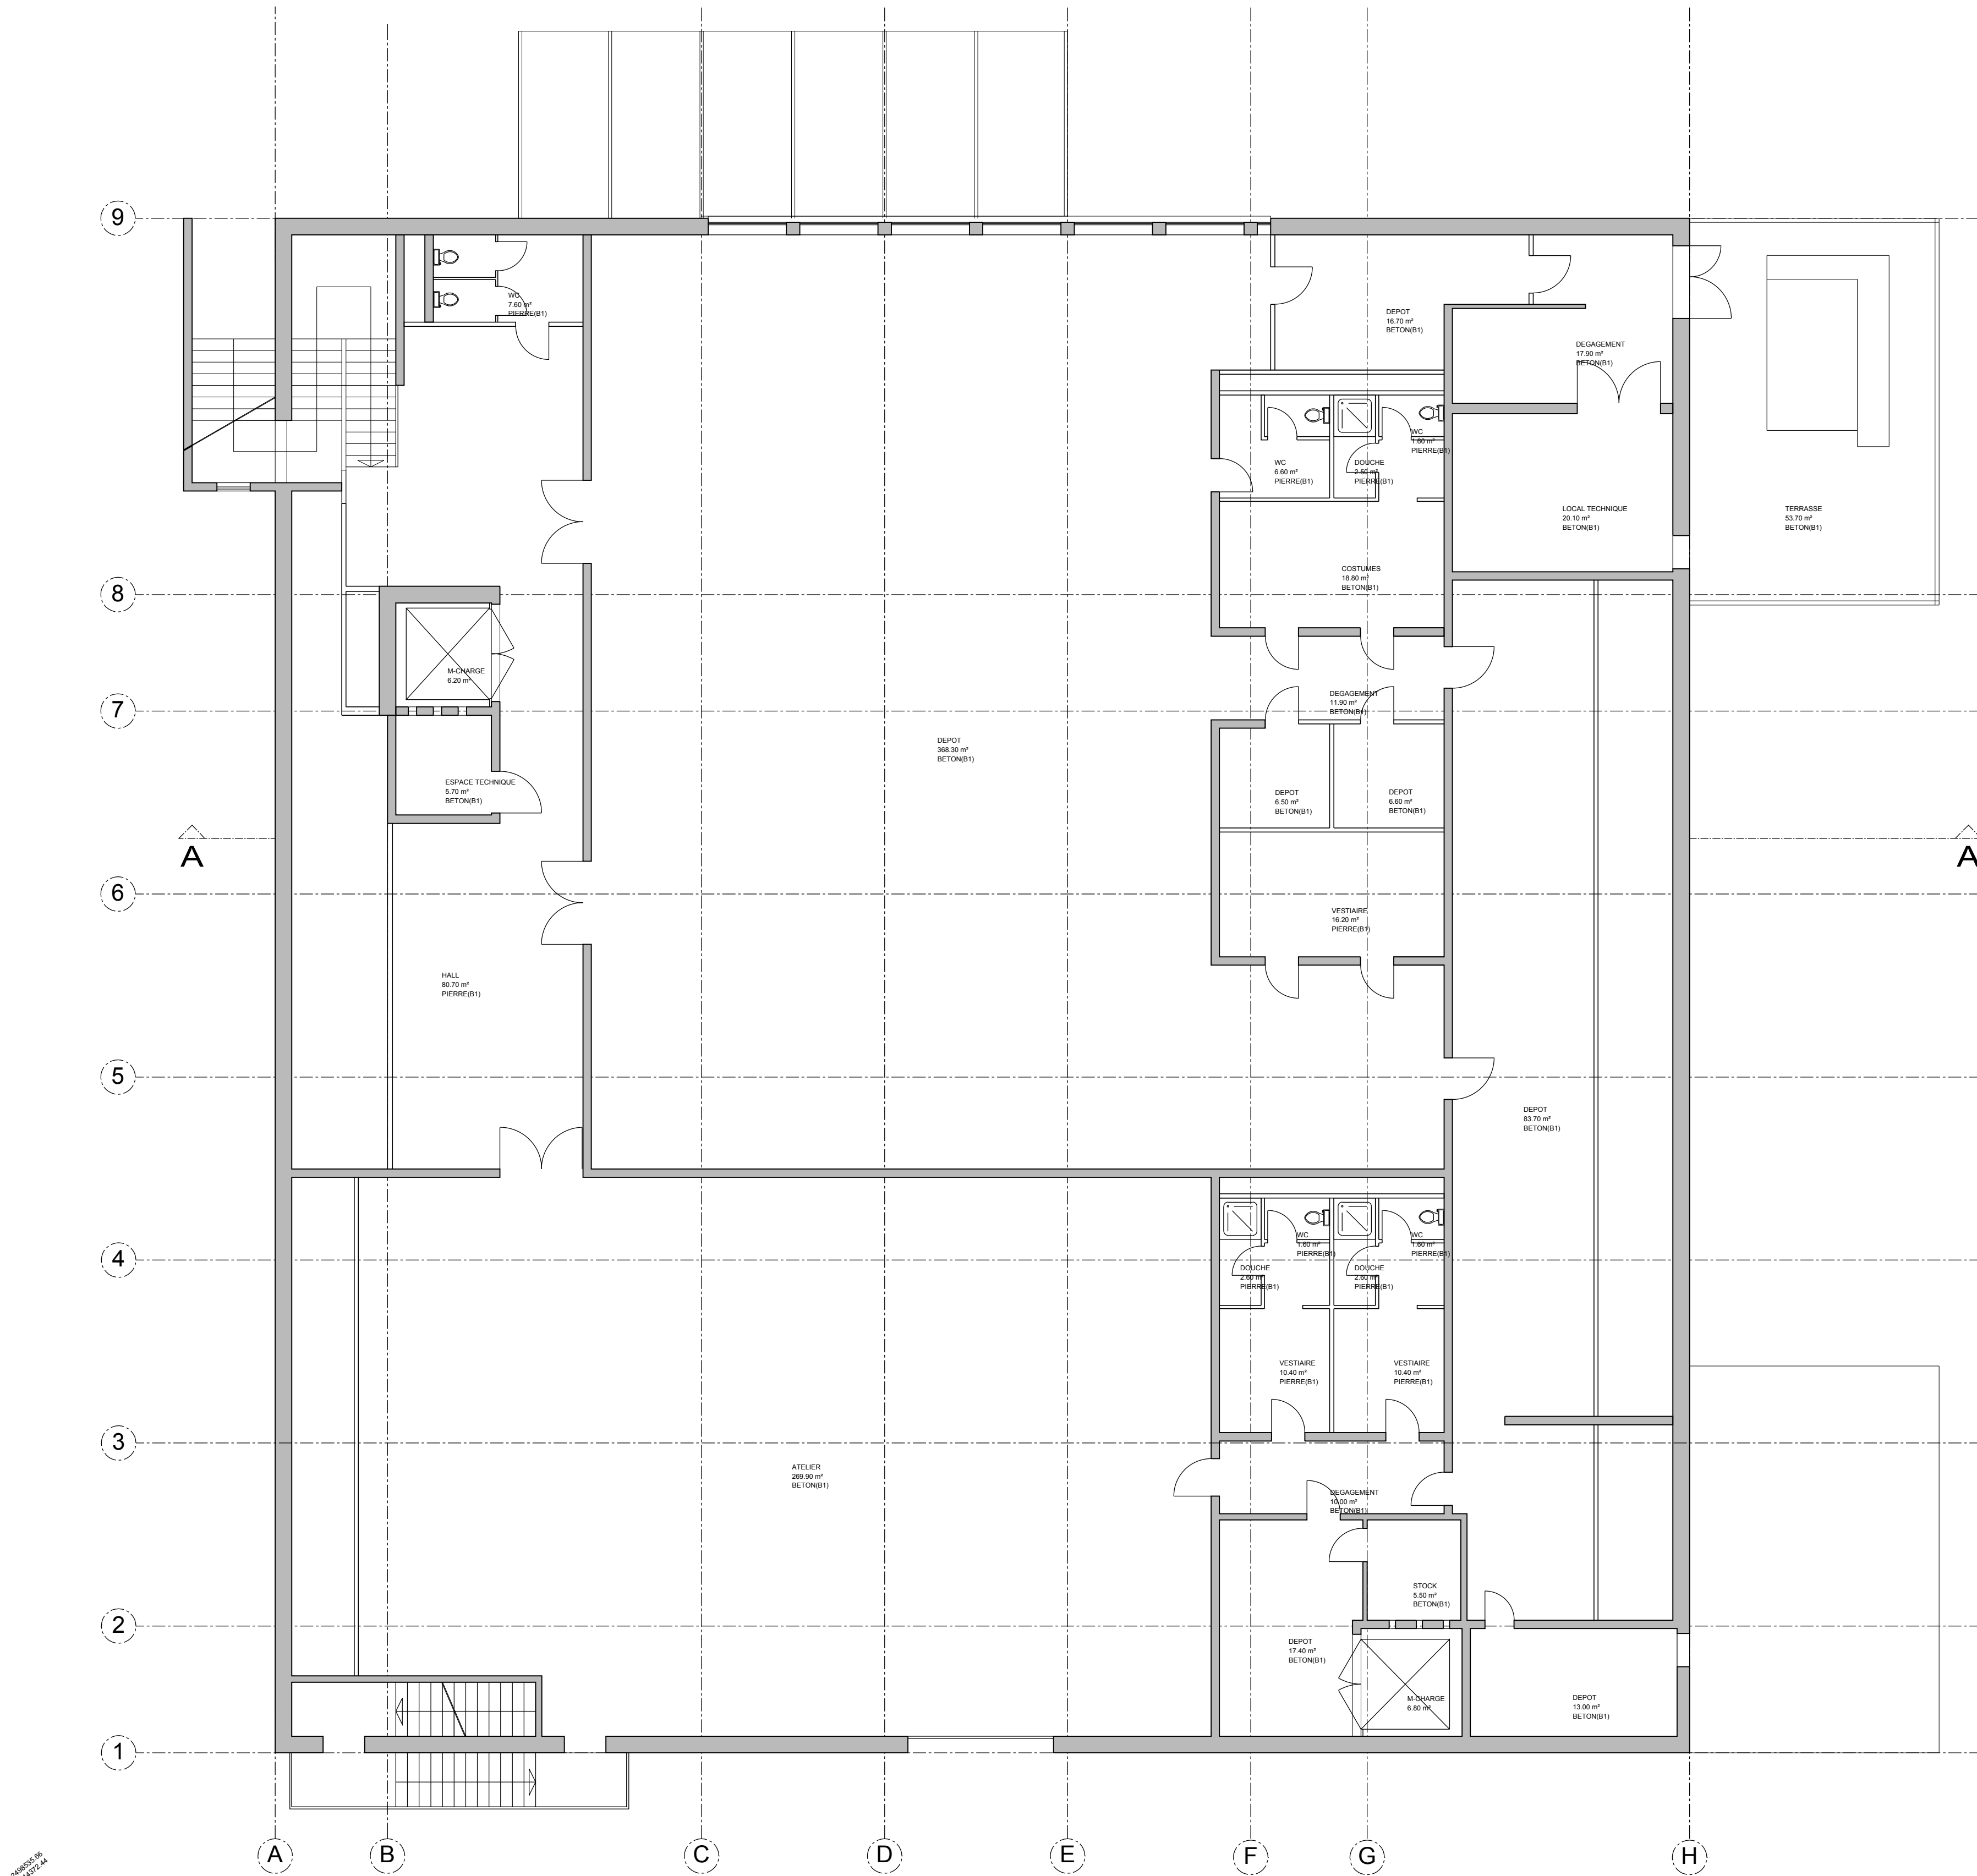 9
WC
7.60 m²
PIERRE(B1)
DEPOT
16.70 m²
BETON(B1)
DEGAGEMENT
17.90 m²
BETON(B1)
WC
1.60 m²
PIERRE(B1)
WC
6.60 m²
PIERRE(B1)
DOUCHE
2.50 m²
PIERRE(B1)
LOCAL TECHNIQUE
20.10 m²
BETON(B1)
TERRASSE
53.70 m²
BETON(B1)
8
COSTUMES
18.80 m²
BETON(B1)
M-CHARGE
6.20 m²
7
DEGAGEMENT
11.90 m²
BETON(B1)
DEPOT
368.30 m²
BETON(B1)
ESPACE TECHNIQUE
5.70 m²
BETON(B1)
DEPOT
6.50 m²
BETON(B1)
DEPOT
6.60 m²
BETON(B1)
A
A
6
VESTIAIRE
16.20 m²
PIERRE(B1)
HALL
80.70 m²
PIERRE(B1)
5
DEPOT
83.70 m²
BETON(B1)
4
WC
1.60 m²
PIERRE(B1)
WC
1.60 m²
PIERRE(B1)
DOUCHE
2.60 m²
PIERRE(B1)
DOUCHE
2.60 m²
PIERRE(B1)
VESTIAIRE
10.40 m²
PIERRE(B1)
VESTIAIRE
10.40 m²
PIERRE(B1)
3
ATELIER
269.90 m²
BETON(B1)
DEGAGEMENT
10.00 m²
BETON(B1)
STOCK
5.50 m²
BETON(B1)
2
DEPOT
17.40 m²
BETON(B1)
M-CHARGE
6.80 m²
DEPOT
13.00 m²
BETON(B1)
1
A
B
C
D
E
F
G
H